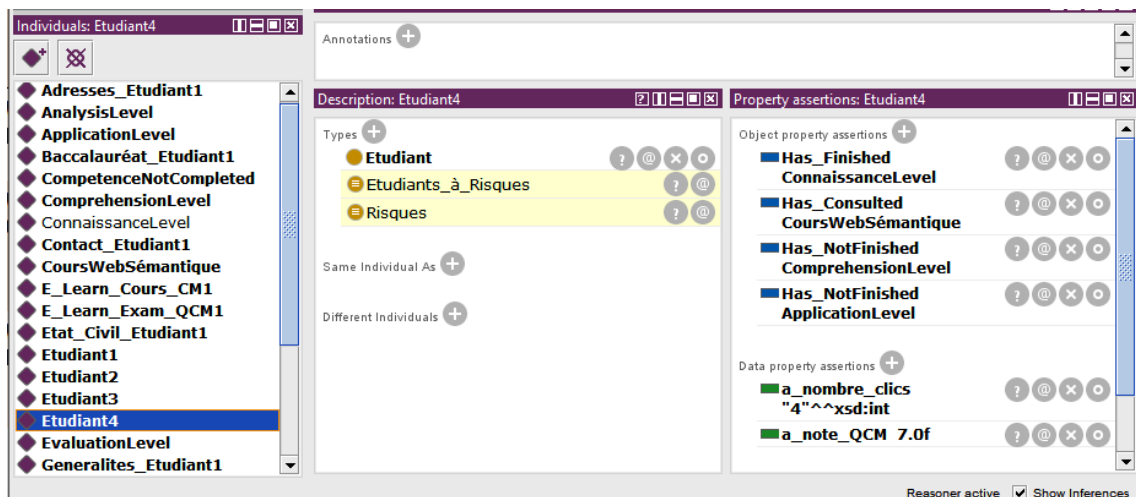 Individuals: Etudiant4
Adresses_Etudiant1
AnalysisLevel
ApplicationLevel
Baccalauréat_Etudiant1
CompetenceNotCompleted
ComprehensionLevel
ConnaissanceLevel
Contact_Etudiant1
CoursWebSémantique
E_Learn_Cours_CM1
E_Learn_Exam_QCM1
Etat_Civil_Etudiant1
Etudiant1
Etudiant2
Etudiant3
Etudiant4
EvaluationLevel
Generalites_Etudiant1
Annotations
Description: Etudiant4
Types
Etudiant
Etudiants_à_Risques
Risques
Same Individual As
Different Individuals
Property assertions: Etudiant4
Object property assertions
Has_Finished
ConnaissanceLevel
Has_Consulted
CoursWebSémantique
Has_NotFinished
ComprehensionLevel
Has_NotFinished
ApplicationLevel
Data property assertions
a_nombre_clics
"4"^^xsd:int
a_note_QCM 7.0f
Reasoner active Show Inferences